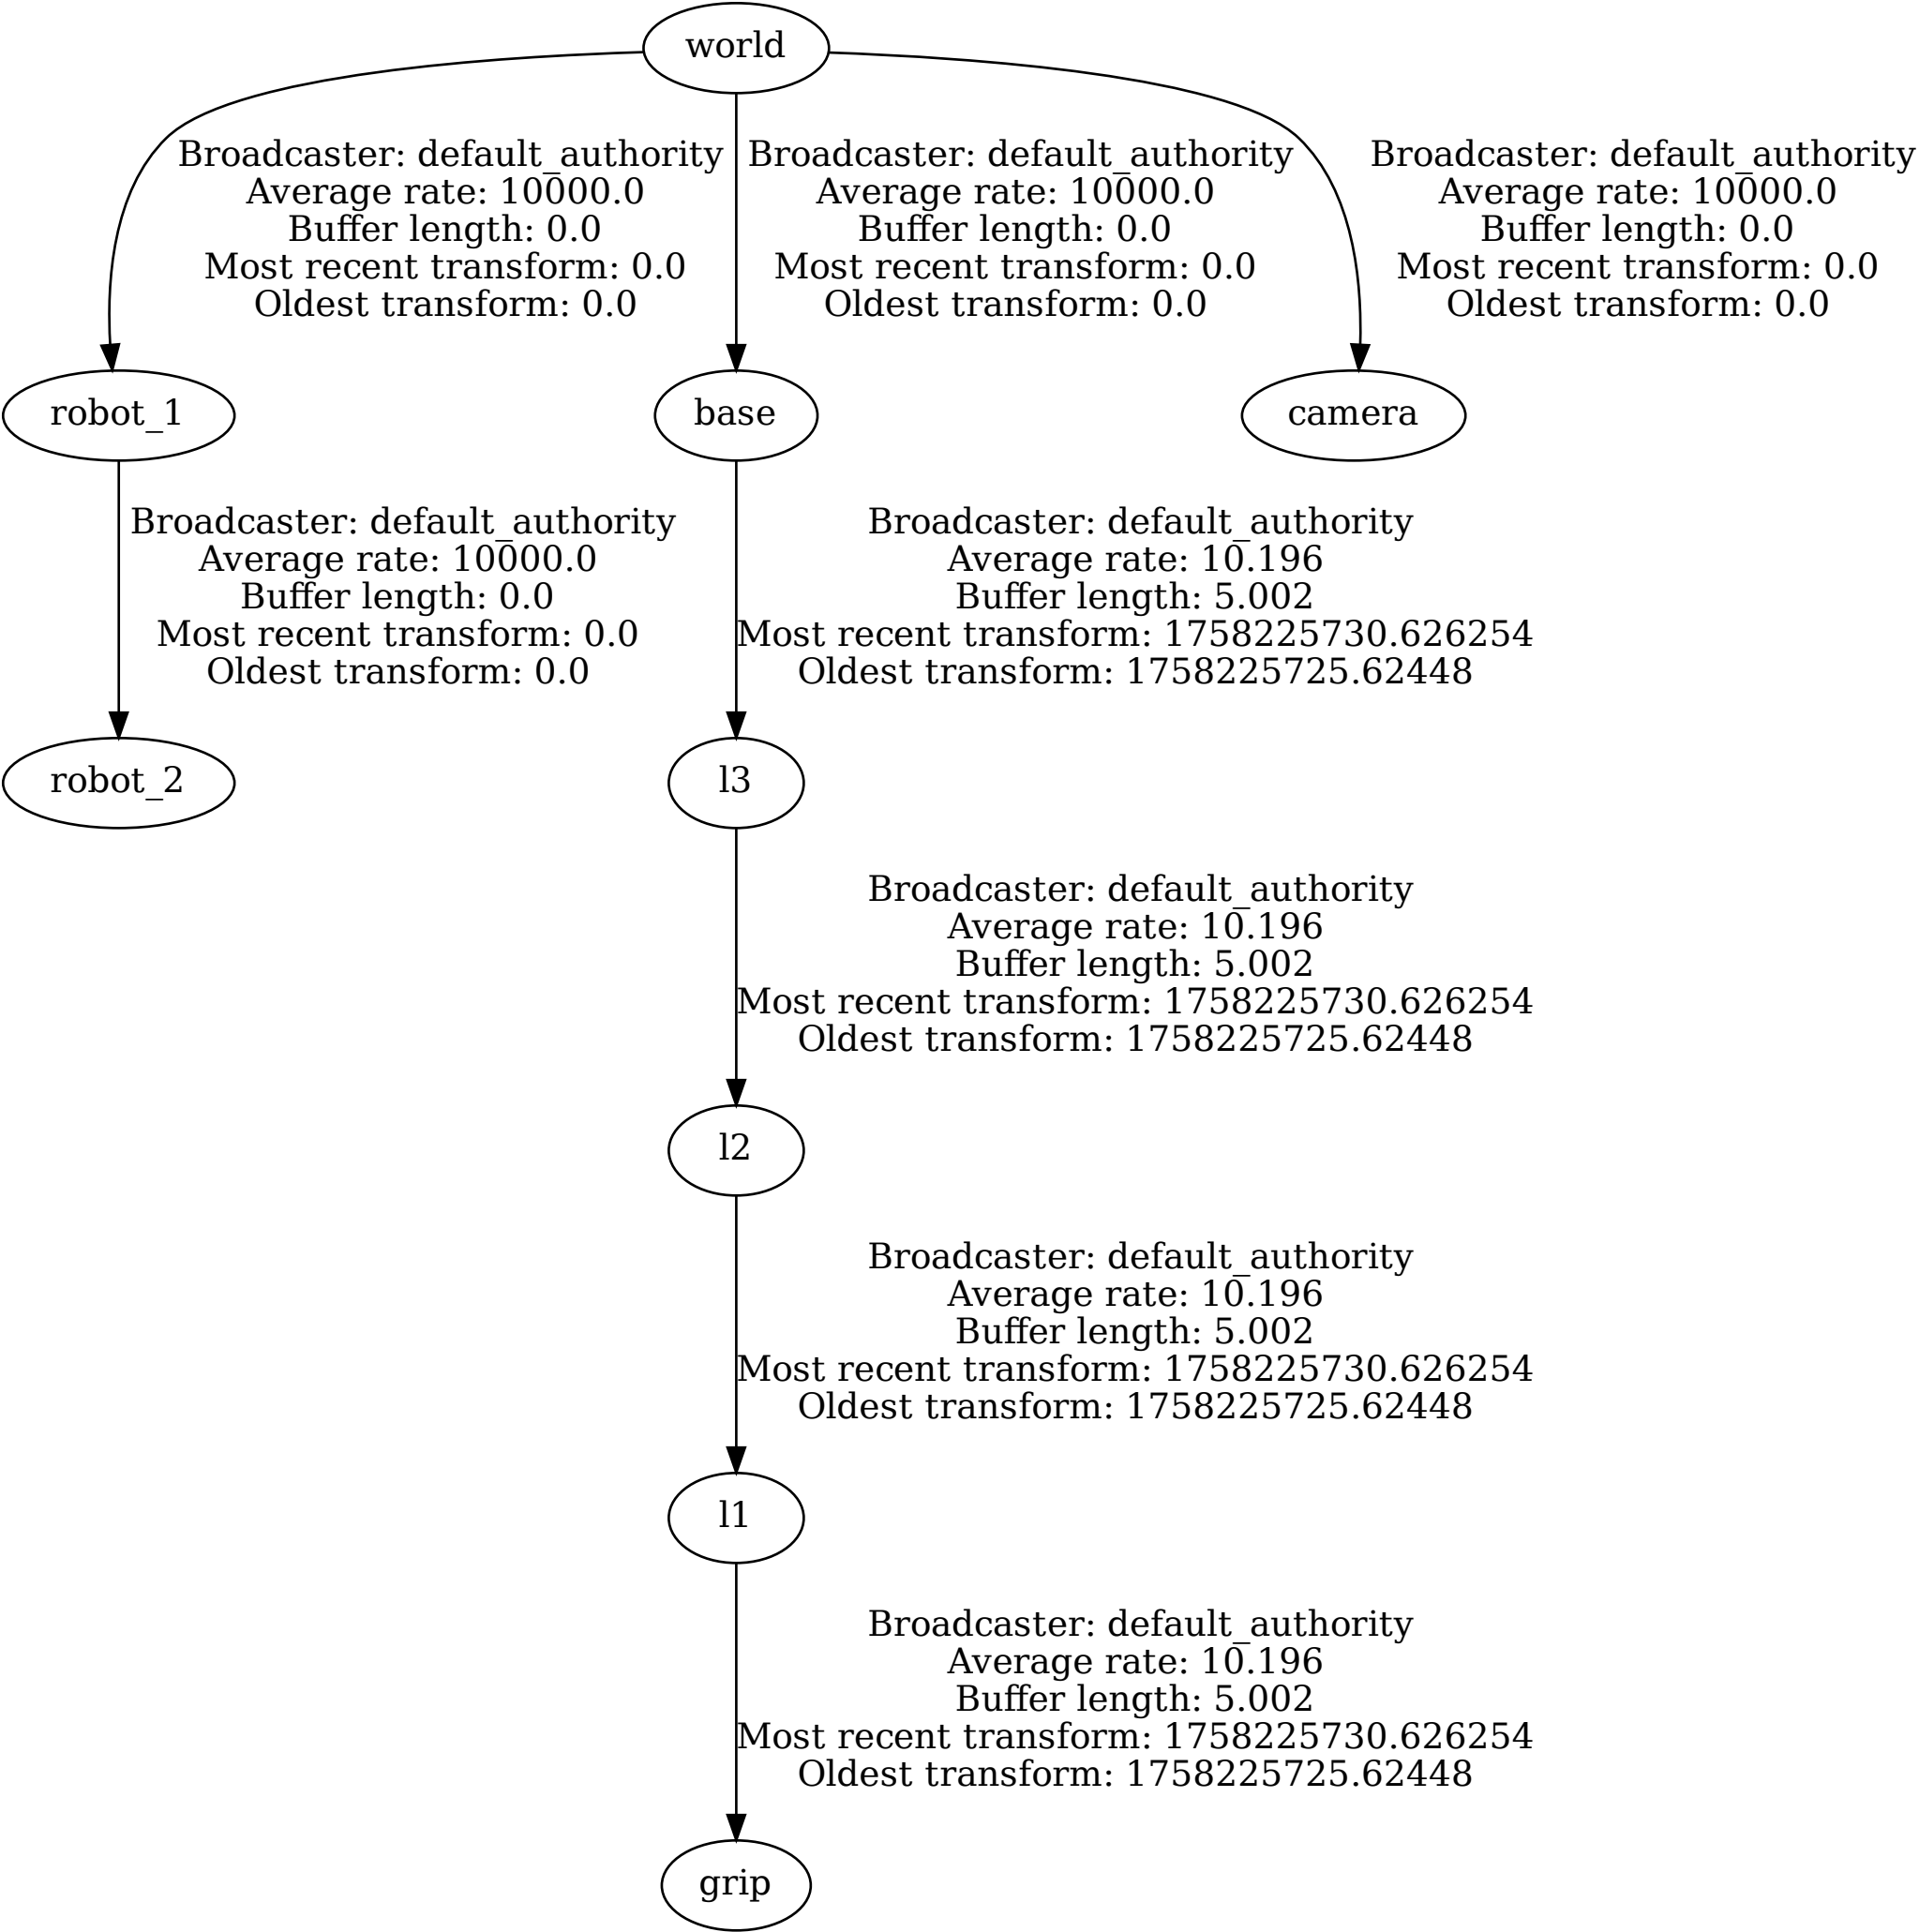 world
Broadcaster: default_authority
Average rate: 10000.0
Buffer length: 0.0
Most recent transform: 0.0
Oldest transform: 0.0
Broadcaster: default_authority
Average rate: 10000.0
Buffer length: 0.0
Most recent transform: 0.0
Oldest transform: 0.0
Broadcaster: default_authority
Average rate: 10000.0
Buffer length: 0.0
Most recent transform: 0.0
Oldest transform: 0.0
robot_1
base
camera
Broadcaster: default_authority
Average rate: 10000.0
Buffer length: 0.0
Most recent transform: 0.0
Oldest transform: 0.0
Broadcaster: default_authority
Average rate: 10.196
Buffer length: 5.002
Most recent transform: 1758225730.626254
Oldest transform: 1758225725.62448
robot_2
l3
Broadcaster: default_authority
Average rate: 10.196
Buffer length: 5.002
Most recent transform: 1758225730.626254
Oldest transform: 1758225725.62448
l2
Broadcaster: default_authority
Average rate: 10.196
Buffer length: 5.002
Most recent transform: 1758225730.626254
Oldest transform: 1758225725.62448
l1
Broadcaster: default_authority
Average rate: 10.196
Buffer length: 5.002
Most recent transform: 1758225730.626254
Oldest transform: 1758225725.62448
grip